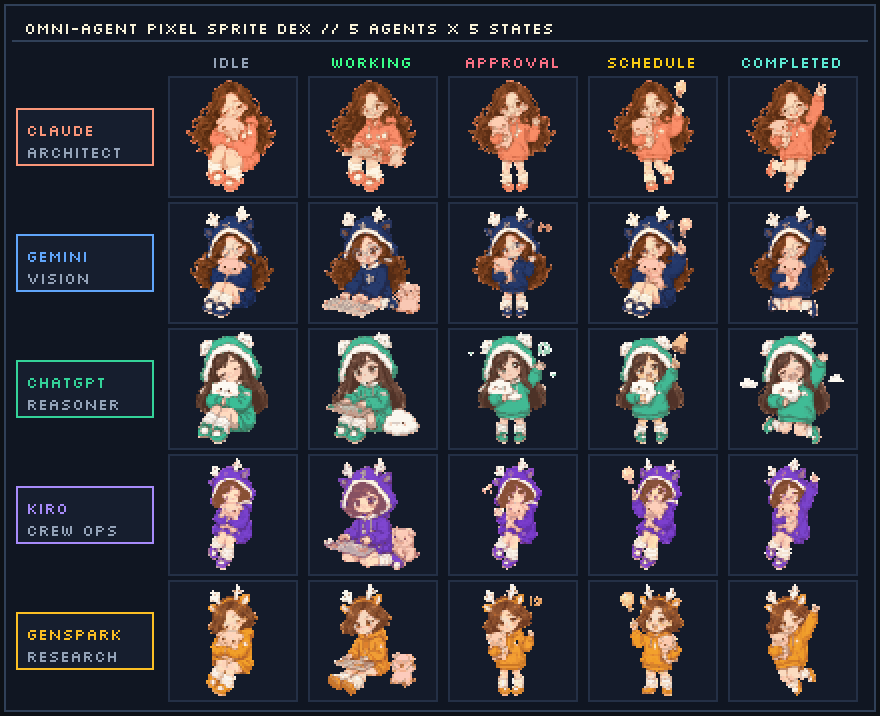 OMNI-AGENT PIXEL SPRITE DEX // 5 AGENTS X 5 STATES
IDLE WORKING APPROVAL SCHEDULE COMPLETED
CLAUDE
ARCHITECT
GEMINI
VISION
CHATGPT
REASONER
KIRO
CREW OPS
GENSPARK
RESEARCH